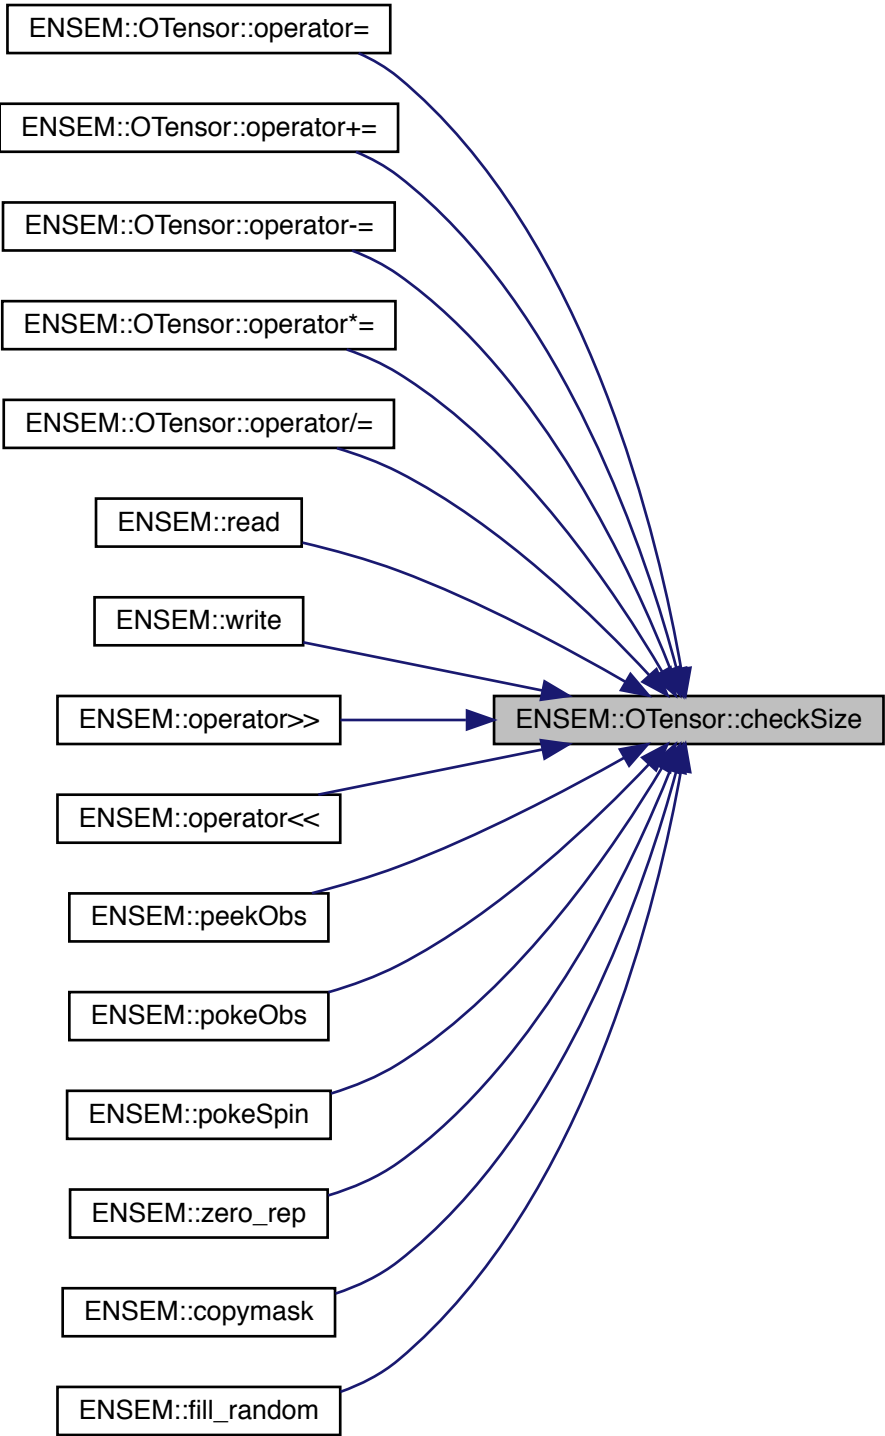 ENSEM::OTensor::operator=
ENSEM::OTensor::operator+=
ENSEM::OTensor::operator-=
ENSEM::OTensor::operator*=
ENSEM::OTensor::operator/=
ENSEM::read
ENSEM::write
ENSEM::operator>>
ENSEM::OTensor::checkSize
ENSEM::operator<<
ENSEM::peekObs
ENSEM::pokeObs
ENSEM::pokeSpin
ENSEM::zero_rep
ENSEM::copymask
ENSEM::fill_random